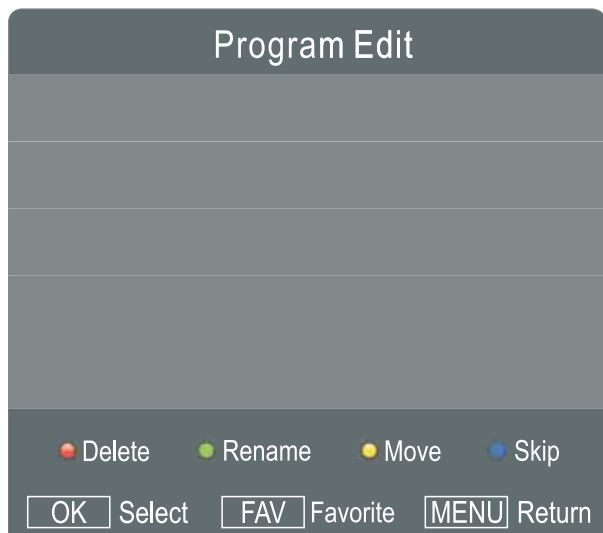 Program Edit
Delete Rename Move Skip
OK Select FAV Favorite MENU Return